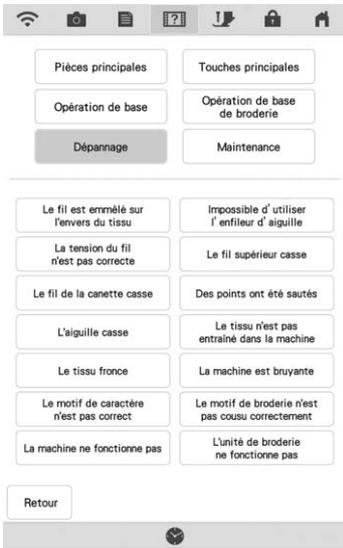 Pièces principales
Touches principales
Opération de base
Opération de base
de broderie
Dépannage
Maintenance
Le fil est emmêlé sur
l'envers du tissu
Impossible d' utiliser
l' enfileur d' aiguille
La tension du fil
n'est pas correcte
Le fil supérieur casse
Le fil de la canette casse
Des points ont été sautés
L'aiguille casse
Le tissu n'est pas
entraîné dans la machine
Le tissu fronce
La machine est bruyante
Le motif de caractère
n'est pas correct
Le motif de broderie n'est
pas cousu correctement
La machine ne fonctionne pas
L'unité de broderie
ne fonctionne pas
Retour